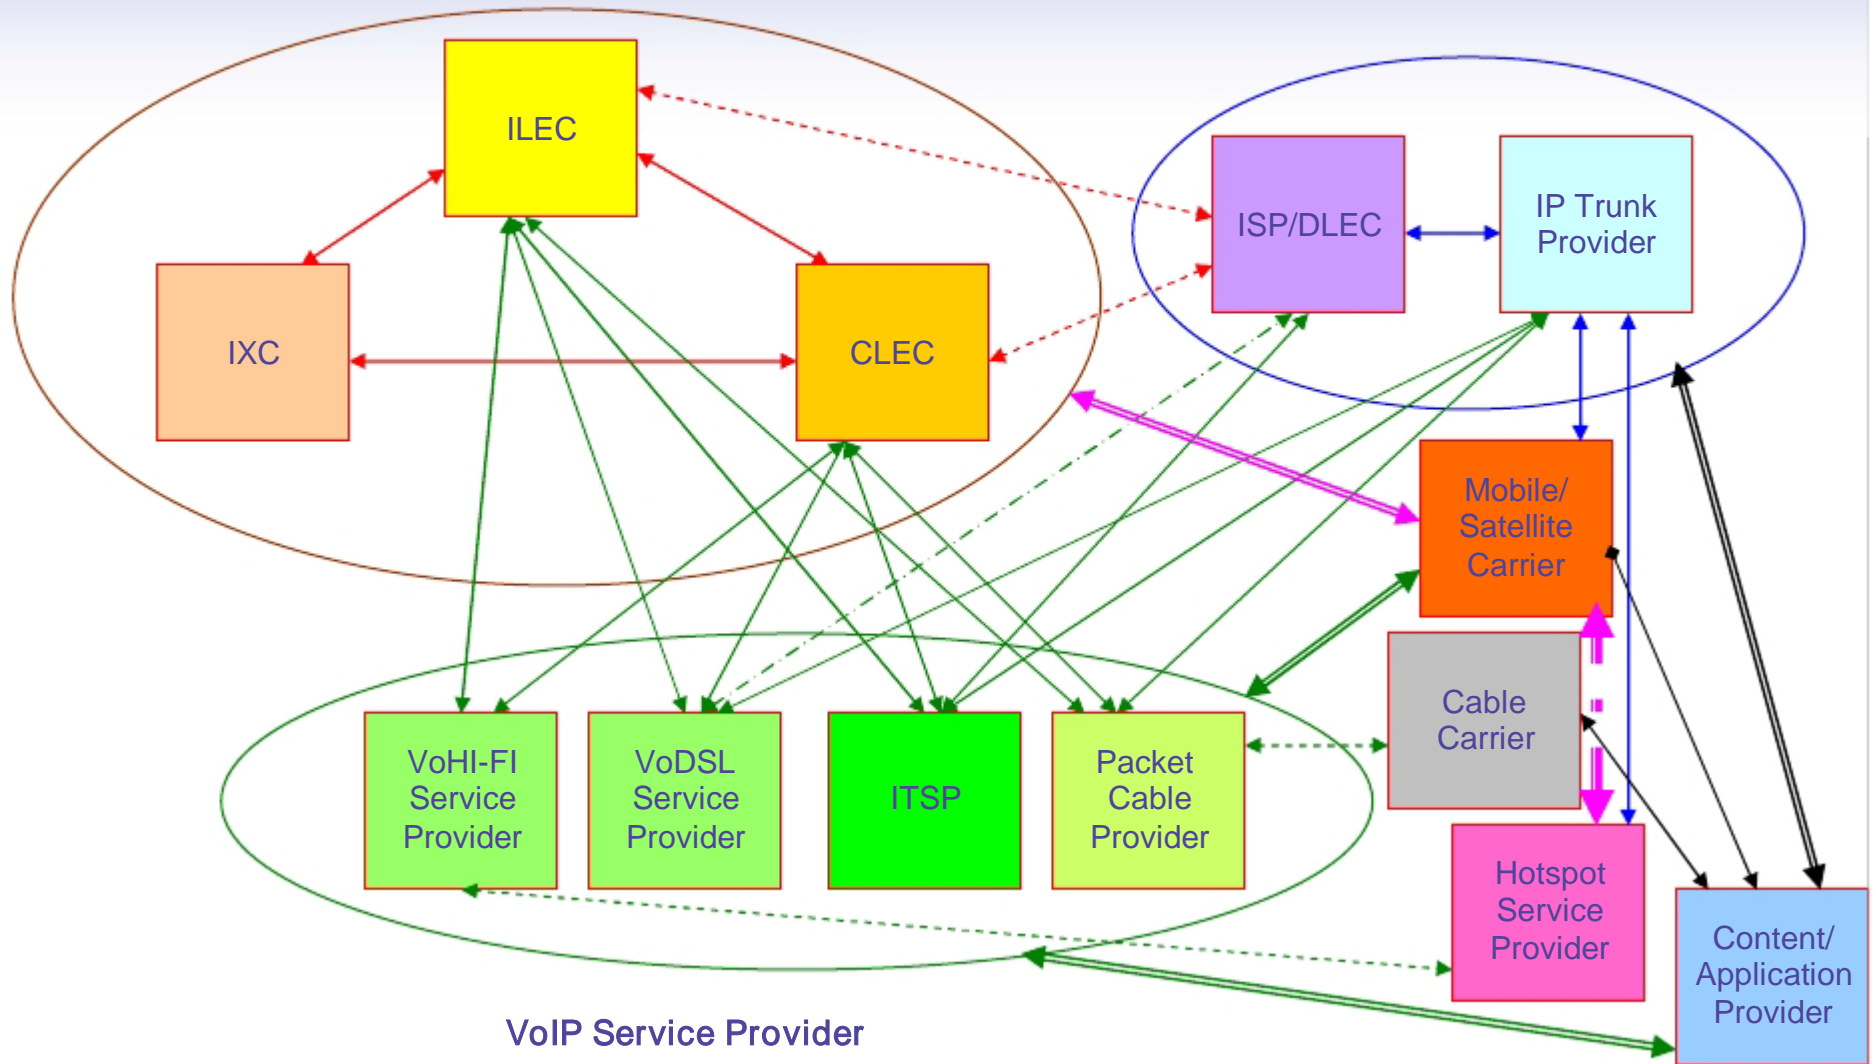 ILEC
ISP/DLEC
IP Trunk
Provider
IXC
CLEC
Mobile/
Satellite
Carrier
Cable
Carrier
VoHI-FI
Service
Provider
VoDSL
Service
Provider
ITSP
Packet
Cable
Provider
Hotspot
Service
Provider
Content/
Application
Provider
VoIP Service Provider